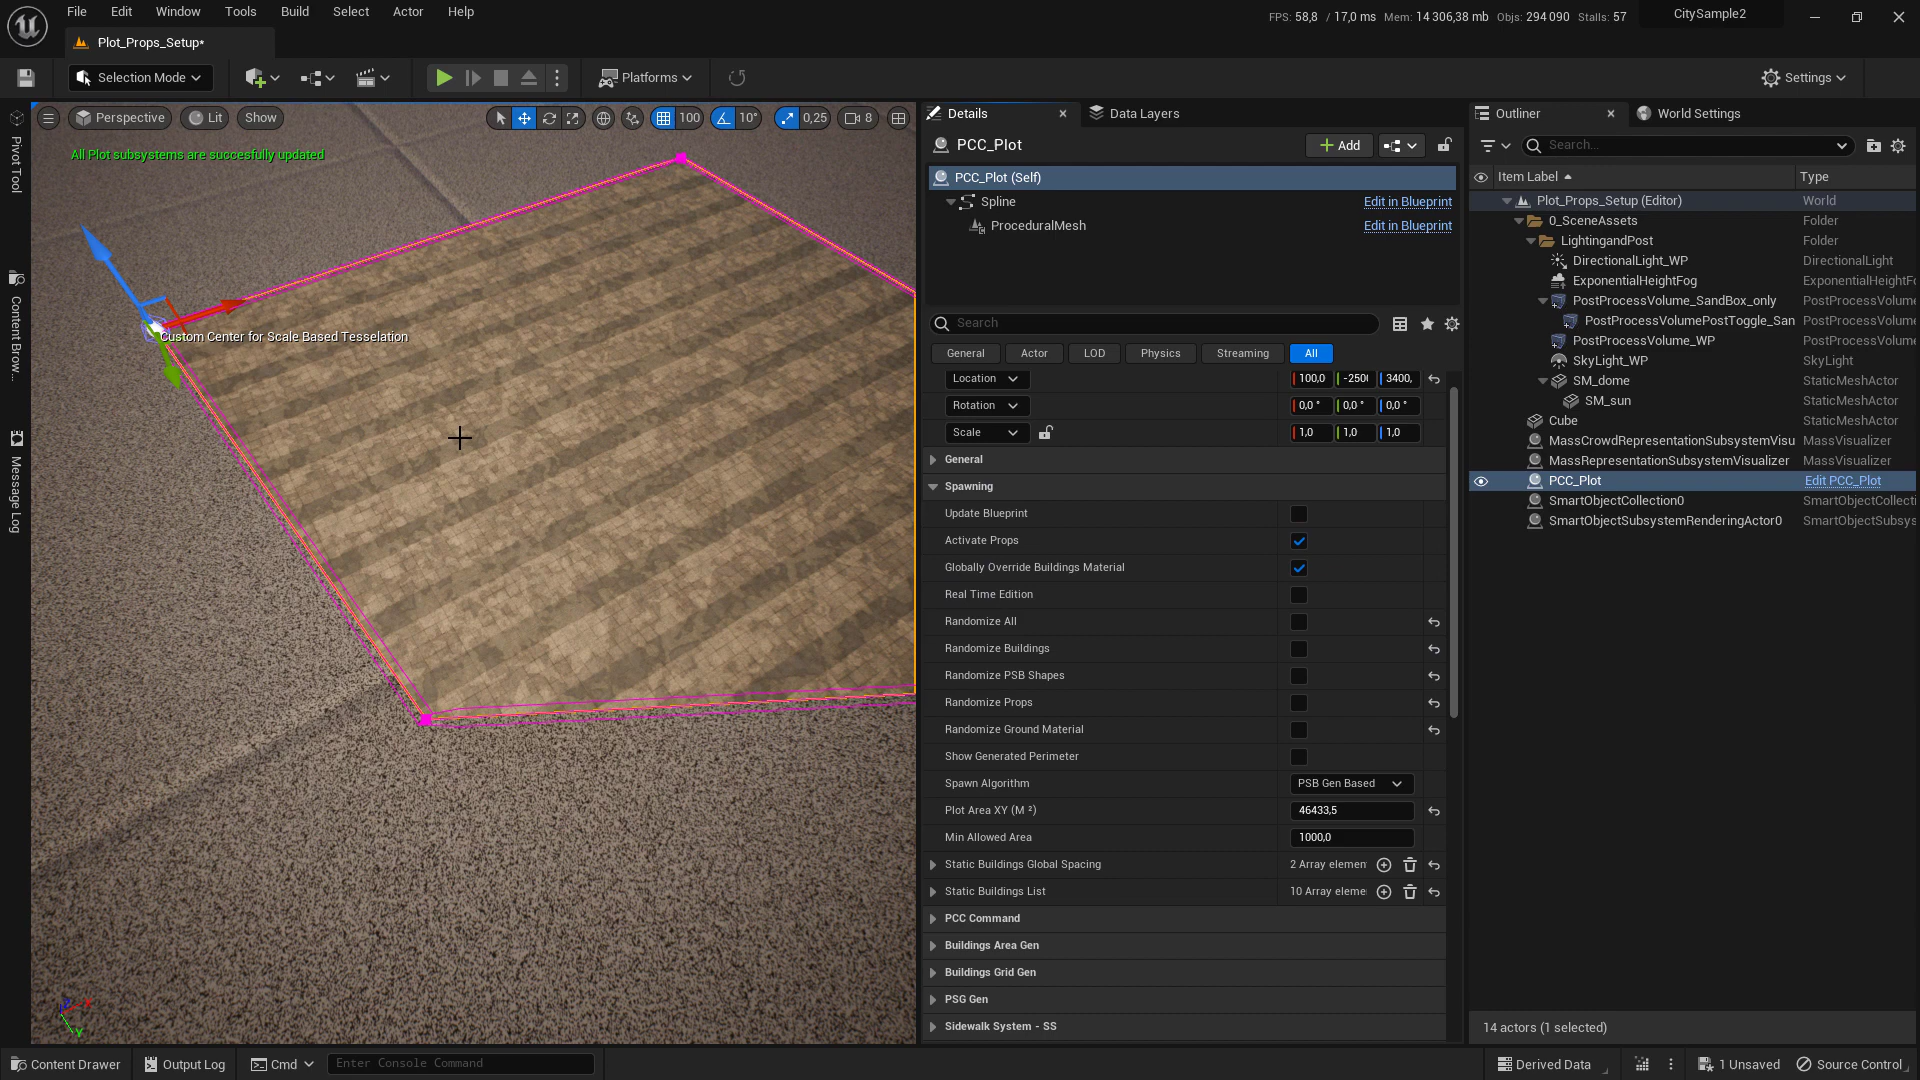 File Edit Window Tools Build Select Actor Help
FPS: 58,8 / 17,0 ms Mem: 14 306,38 mb Objs: 294 090 Stalls: 57
CitySample2
Plot_Props_Setup*
Selection Mode
Platforms
Settings
Perspective Lit Show
100 10° 0,25 8
Details
Data Layers
Outliner
World Settings
Pivot Tool
Content Brow...
Message Log
All Plot subsystems are succesfully updated
Custom Center for Scale Based Tesselation
Z X
Y
PCC_Plot
Add
PCC_Plot (Self)
Spline Edit in Blueprint
ProceduralMesh Edit in Blueprint
Search
General Actor LOD Physics Streaming All
Location 100,0 -250 3400,
Rotation 0,0 ° 0,0 ° 0,0 °
Scale 1,0 1,0 1,0
General
Spawning
Update Blueprint
Activate Props
Globally Override Buildings Material
Real Time Edition
Randomize All
Randomize Buildings
Randomize PSB Shapes
Randomize Props
Randomize Ground Material
Show Generated Perimeter
Spawn Algorithm PSB Gen Based
Plot Area XY (M ²) 46433,5
Min Allowed Area 1000,0
Static Buildings Global Spacing 2 Array elemen
Static Buildings List 10 Array eleme
PCC Command
Buildings Area Gen
Buildings Grid Gen
PSG Gen
Sidewalk System - SS
Search...
Item Label Type
Plot_Props_Setup (Editor) World
0_SceneAssets Folder
LightingandPost Folder
DirectionalLight_WP DirectionalLight
ExponentialHeightFog ExponentialHeightFo
PostProcessVolume_SandBox_only PostProcessVolume
PostProcessVolumePostToggle_San PostProcessVolume
PostProcessVolume_WP PostProcessVolume
SkyLight_WP SkyLight
SM_dome StaticMeshActor
SM_sun StaticMeshActor
Cube StaticMeshActor
MassCrowdRepresentationSubsystemVisu MassVisualizer
MassRepresentationSubsystemVisualizer MassVisualizer
PCC_Plot Edit PCC_Plot
SmartObjectCollection0 SmartObjectCollecti
SmartObjectSubsystemRenderingActor0 SmartObjectSubsys
14 actors (1 selected)
Content Drawer Output Log Cmd Enter Console Command
Derived Data 1 Unsaved Source Control